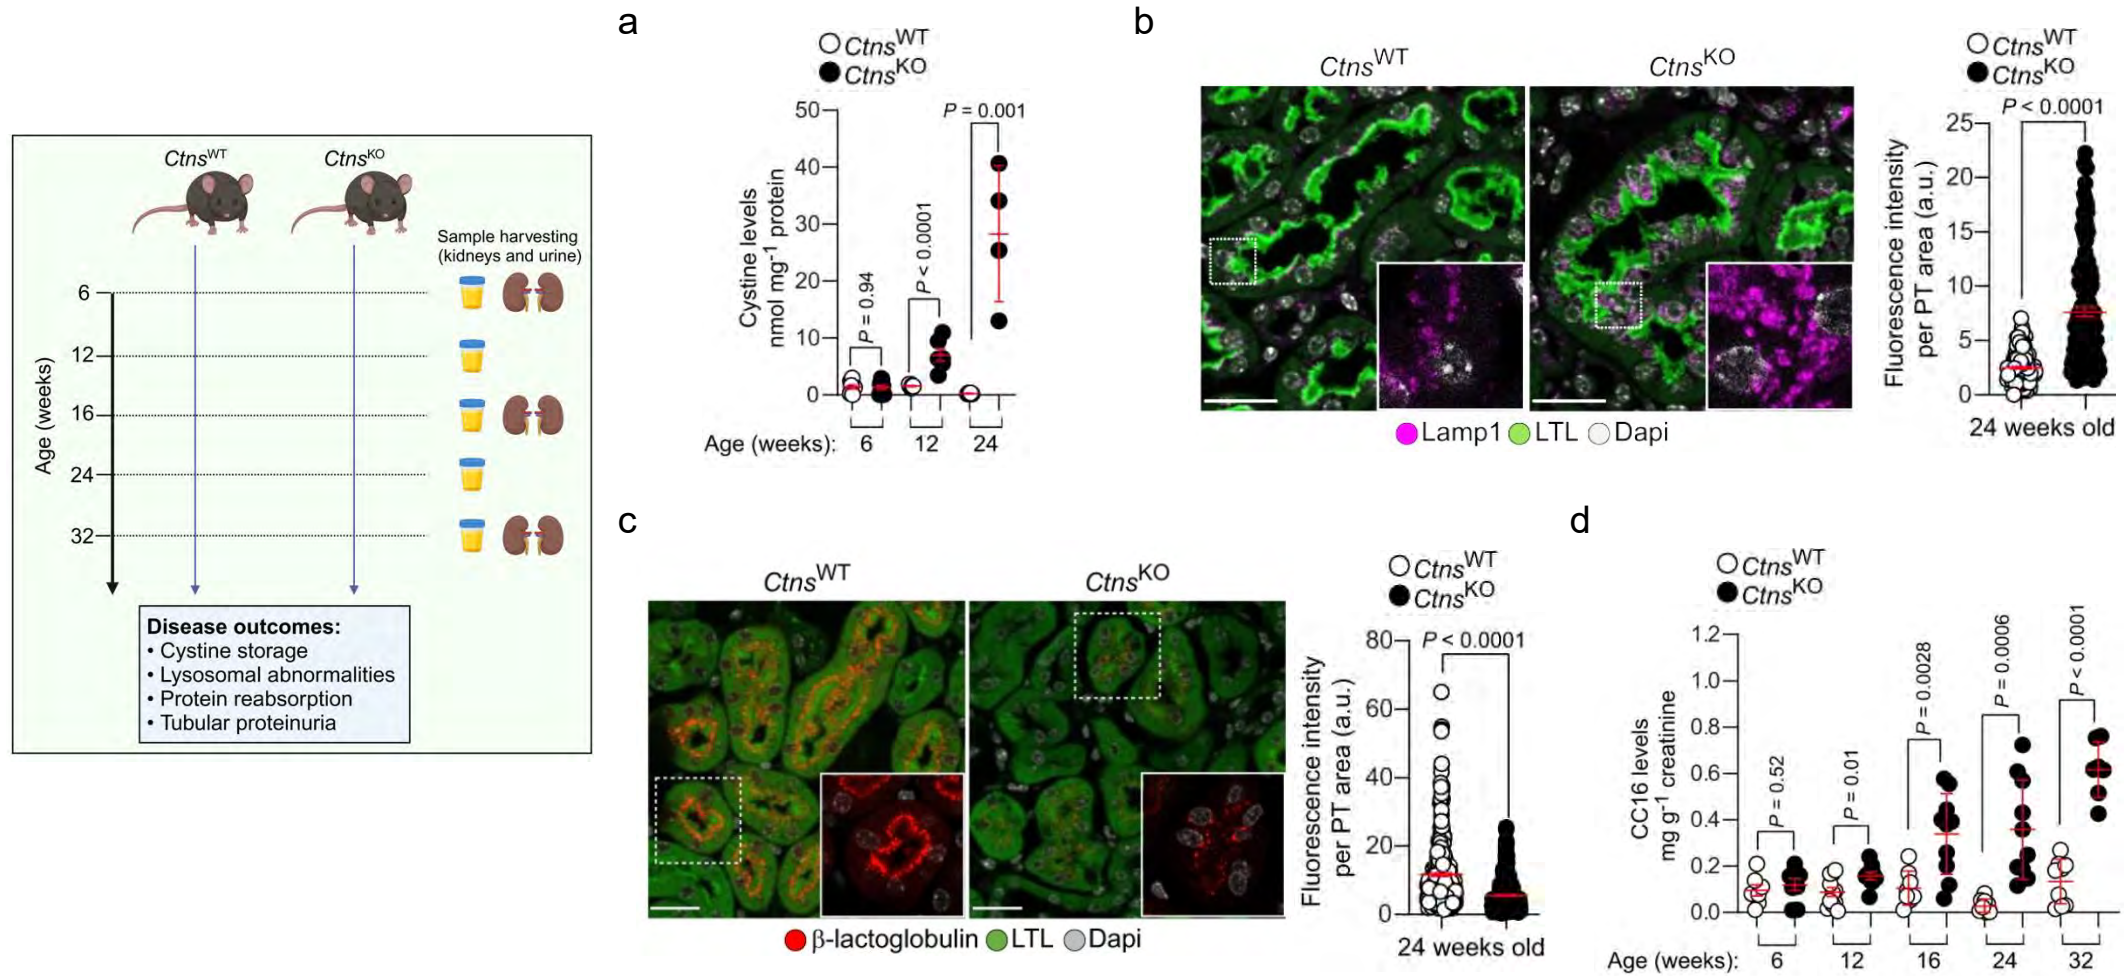 Ctns^WT
Ctns^KO
Sample harvesting
(kidneys and urine)
Age (weeks)
6
12
16
24
32
Disease outcomes:
• Cystine storage
• Lysosomal abnormalities
• Protein reabsorption
• Tubular proteinuria
a
Ctns^WT
Ctns^KO
Cystine levels
nmol mg⁻¹ protein
50
40
30
20
10
0
P = 0.94
P < 0.0001
P = 0.001
Age (weeks): 6 12 24
b
Ctns^WT
Ctns^KO
Lamp1 LTL Dapi
Ctns^WT
Ctns^KO
P < 0.0001
Fluorescence intensity
per PT area (a.u.)
25
20
15
10
5
0
24 weeks old
c
Ctns^WT
Ctns^KO
β-lactoglobulin LTL Dapi
Ctns^WT
Ctns^KO
P < 0.0001
Fluorescence intensity
per PT area (a.u.)
80
60
40
20
0
24 weeks old
d
Ctns^WT
Ctns^KO
CC16 levels
mg g⁻¹ creatinine
1.2
1.0
0.8
0.6
0.4
0.2
0.0
P = 0.52
P = 0.01
P = 0.0028
P = 0.0006
P < 0.0001
Age (weeks): 6 12 16 24 32